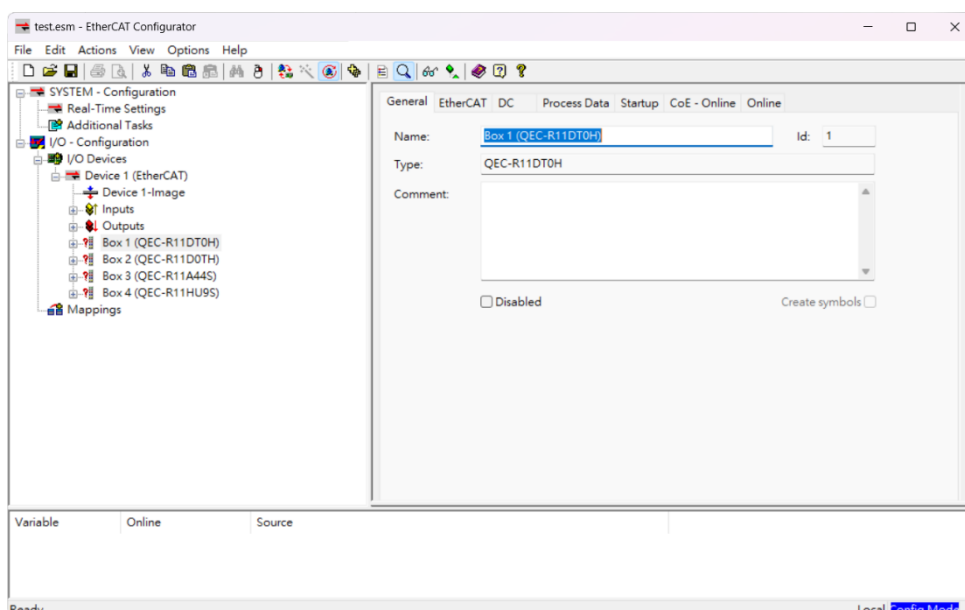 test.esm - EtherCAT Configurator
File Edit Actions View Options Help
SYSTEM - Configuration
Real-Time Settings
Additional Tasks
I/O - Configuration
I/O Devices
Device 1 (EtherCAT)
Device 1-Image
Inputs
Outputs
Box 1 (QEC-R11DT0H)
Box 2 (QEC-R11D0TH)
Box 3 (QEC-R11A44S)
Box 4 (QEC-R11HU9S)
Mappings
General EtherCAT DC Process Data Startup CoE - Online Online
Name: Box 1 (QEC-R11DT0H) Id: 1
Type: QEC-R11DT0H
Comment:
Disabled Create symbols
Variable Online Source
Ready Local Config Mode